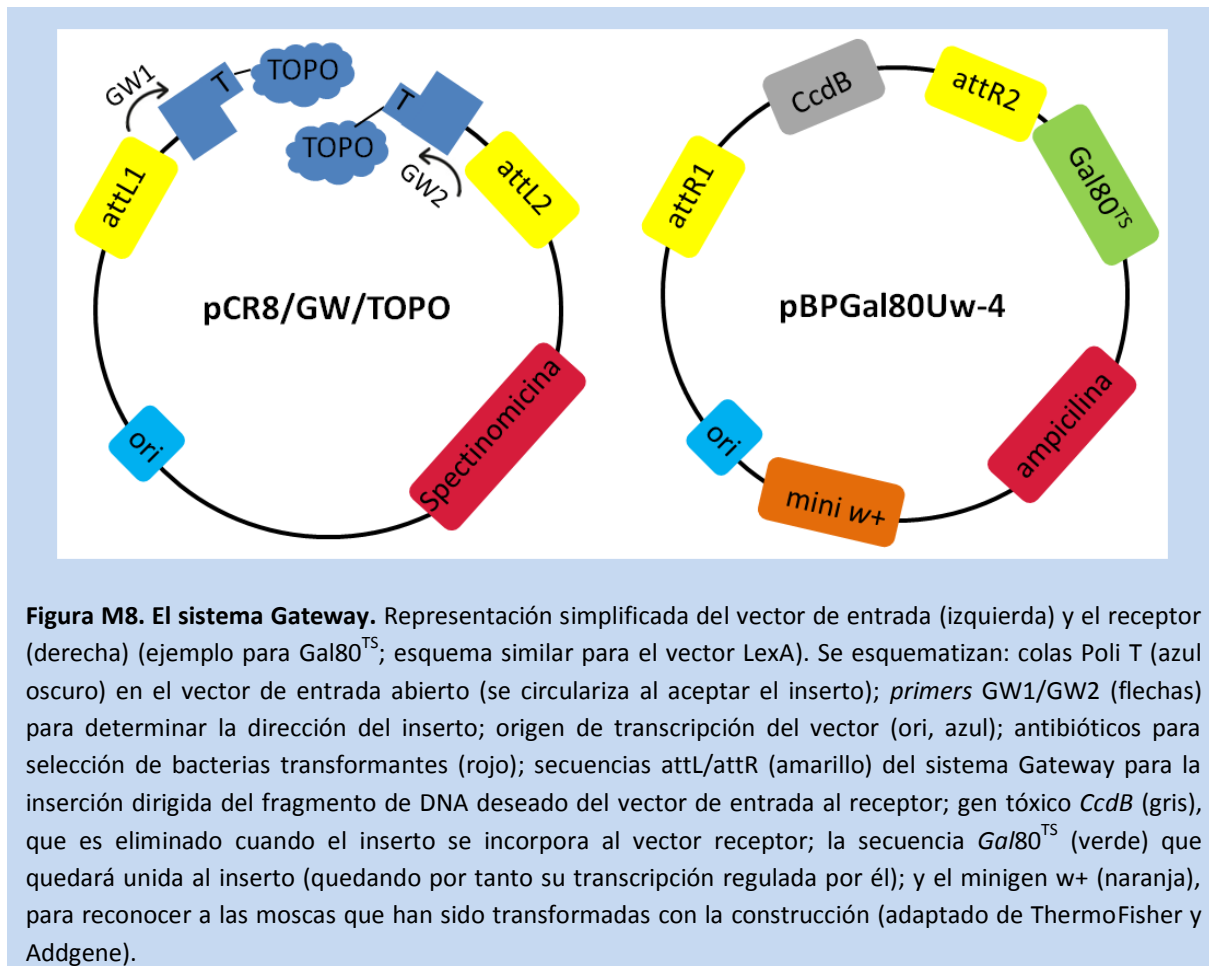 GW1
T
TOPO
TOPO
T
GW2
attL1
attL2
pCR8/GW/TOPO
ori
Spectinomicina
CcdB
attR2
attR1
Gal80TS
pBPGal80Uw-4
ori
mini w+
ampicilina
Figura M8. El sistema Gateway. Representación simplificada del vector de entrada (izquierda) y el receptor
(derecha) (ejemplo para Gal80TS; esquema similar para el vector LexA). Se esquematizan: colas Poli T (azul
oscuro) en el vector de entrada abierto (se circulariza al aceptar el inserto); primers GW1/GW2 (flechas)
para determinar la dirección del inserto; origen de transcripción del vector (ori, azul); antibióticos para
selección de bacterias transformantes (rojo); secuencias attL/attR (amarillo) del sistema Gateway para la
inserción dirigida del fragmento de DNA deseado del vector de entrada al receptor; gen tóxico CcdB (gris),
que es eliminado cuando el inserto se incorpora al vector receptor; la secuencia Gal80TS (verde) que
quedará unida al inserto (quedando por tanto su transcripción regulada por él); y el minigen w+ (naranja),
para reconocer a las moscas que han sido transformadas con la construcción (adaptado de ThermoFisher y
Addgene).